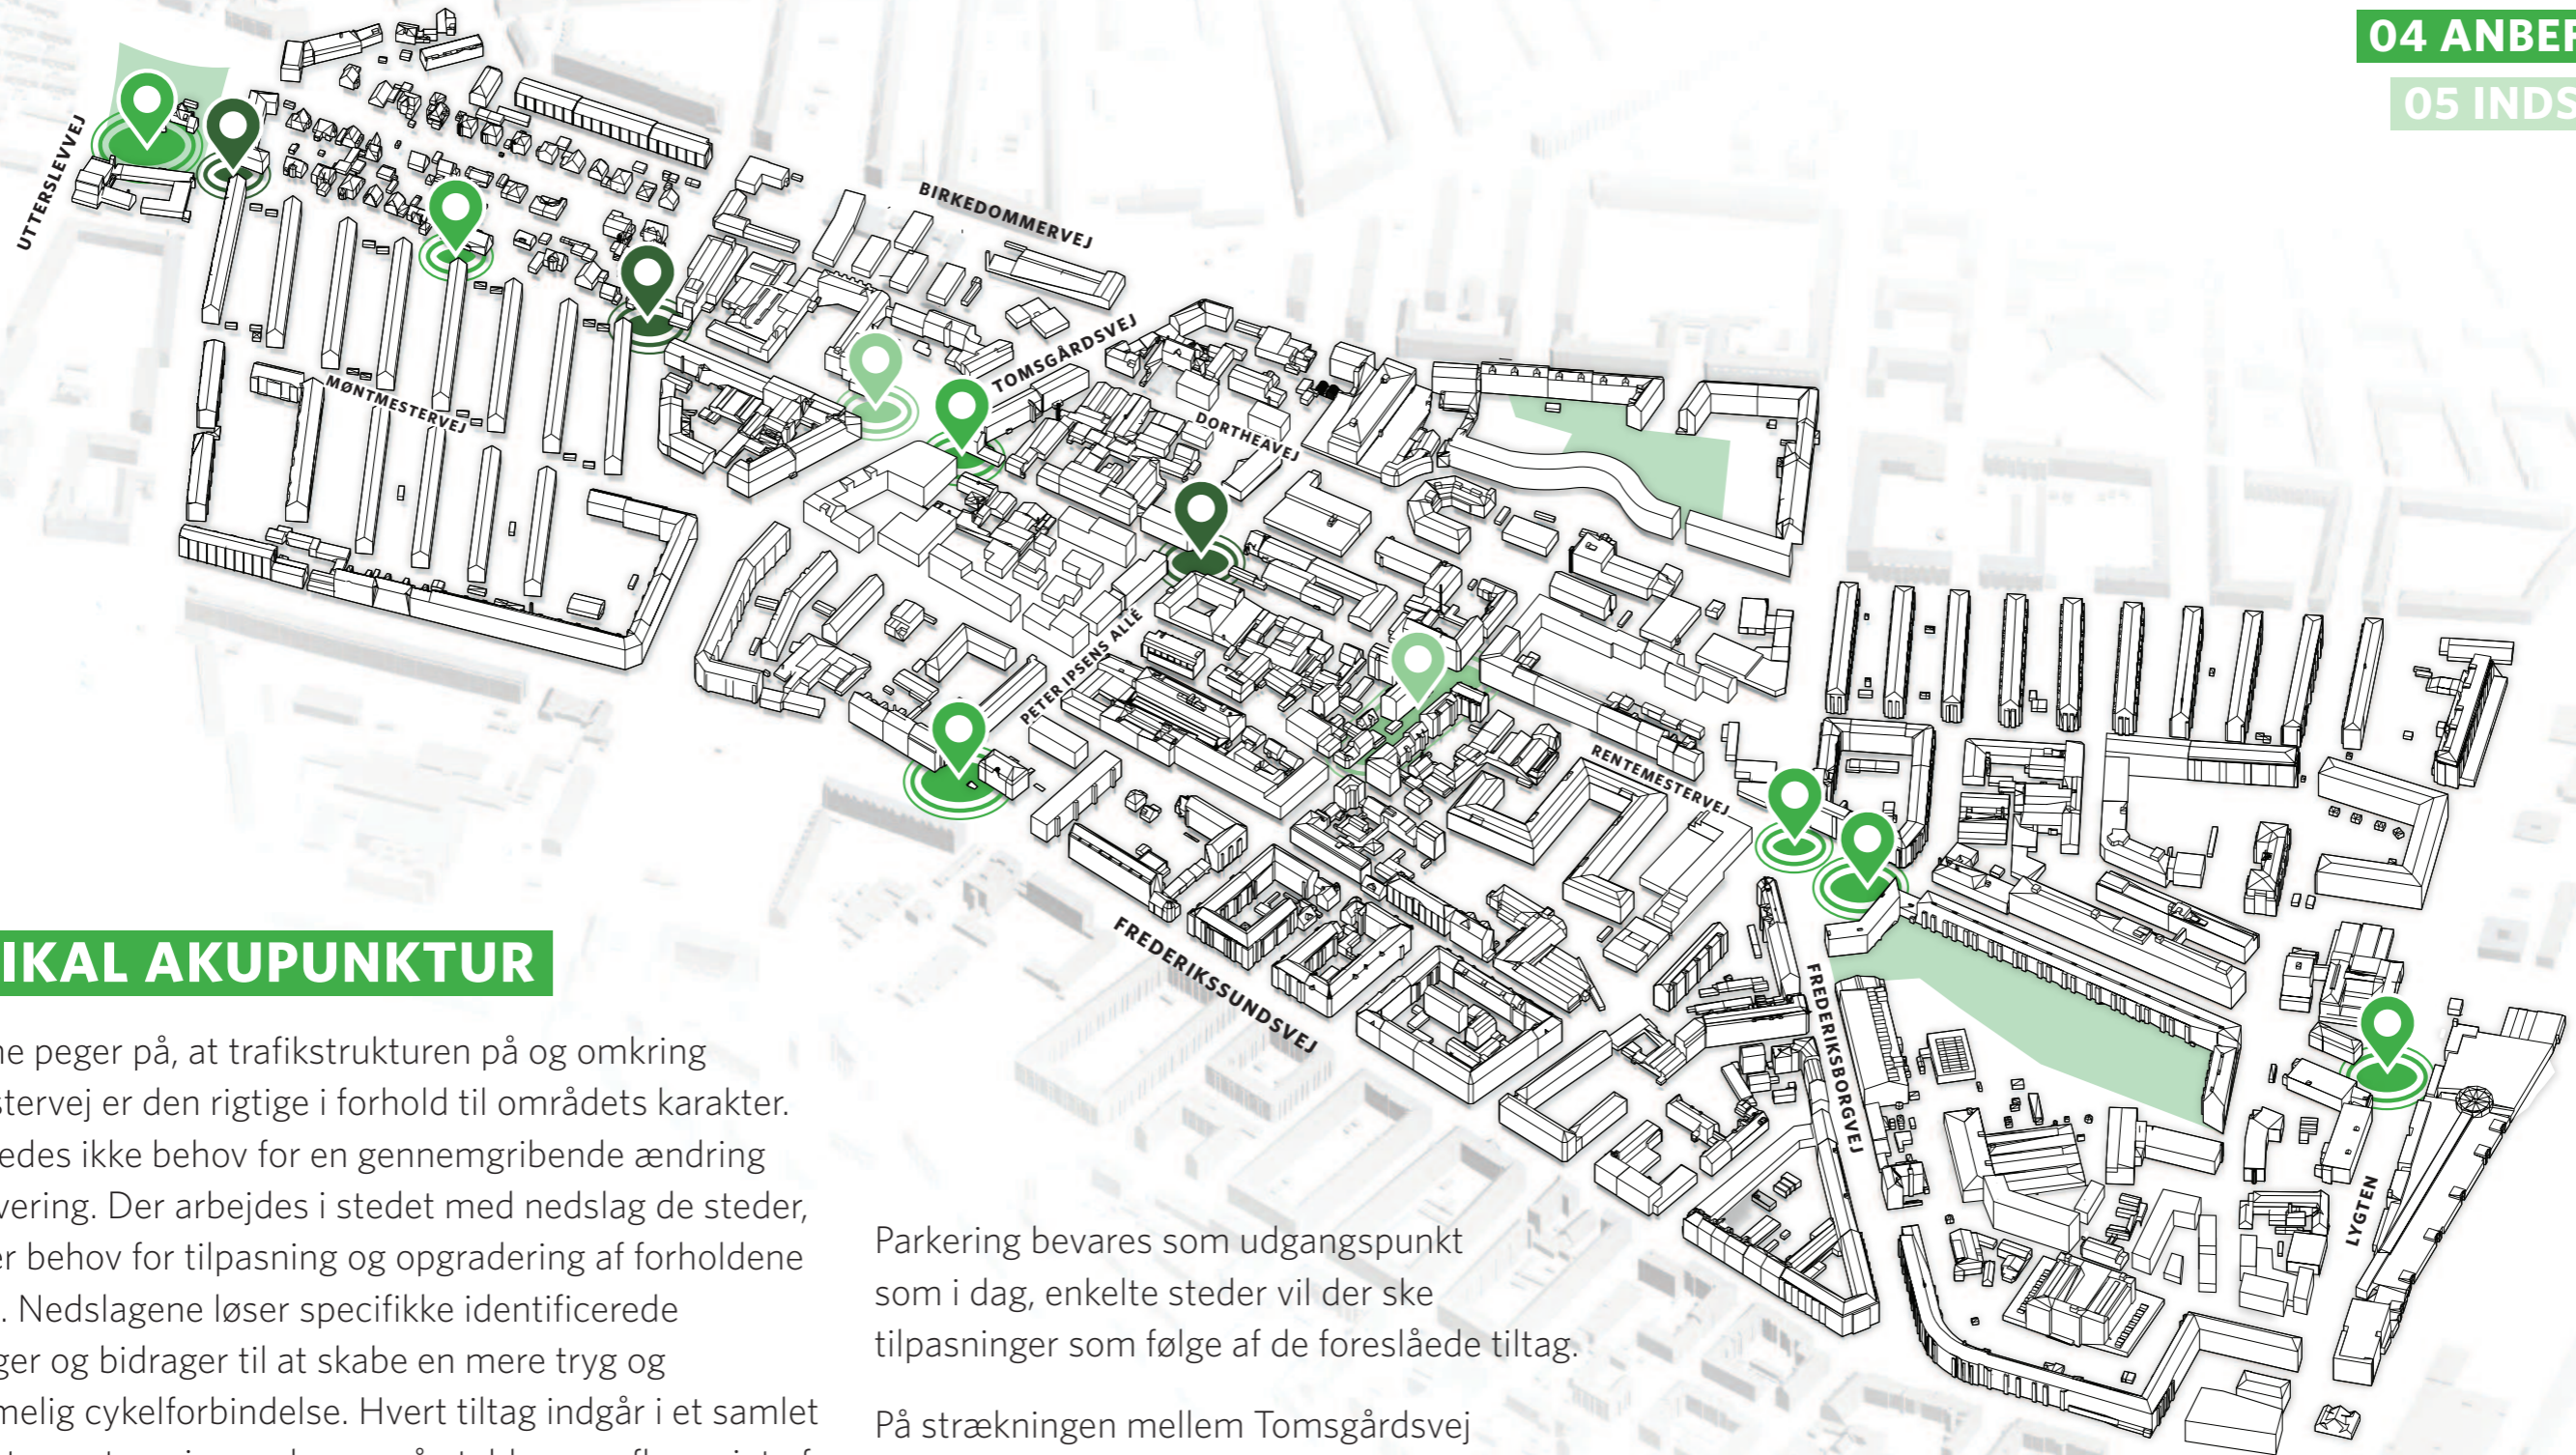 04 ANBEF
05 INDS
UTTERSLEVVEJ
BIRKEDOMMERVEJ
TOMSGÅRDSVEJ
MØNTMESTERVEJ
DORTHEAVEJ
PETER IPSENS ALLE
RENTEMESTERVEJ
FREDERIKSSUNDSVEJ
FREDERIKSBORGVEJ
LYGTEN
IKAL AKUPUNKTUR
ne peger på, at trafikstrukturen på og omkring
stervej er den rigtige i forhold til områdets karakter.
edes ikke behov for en gennemgribende ændring
vering. Der arbejdes i stedet med nedslag de steder,
er behov for tilpasning og opgradering af forholdene
. Nedslagene løser specifikke identificerede
ger og bidrager til at skabe en mere tryg og
melig cykelforbindelse. Hvert tiltag indgår i et samlet
Parkering bevares som udgangspunkt
som i dag, enkelte steder vil der ske
tilpasninger som følge af de foreslåede tiltag.
På strækningen mellem Tomsgårdsvej